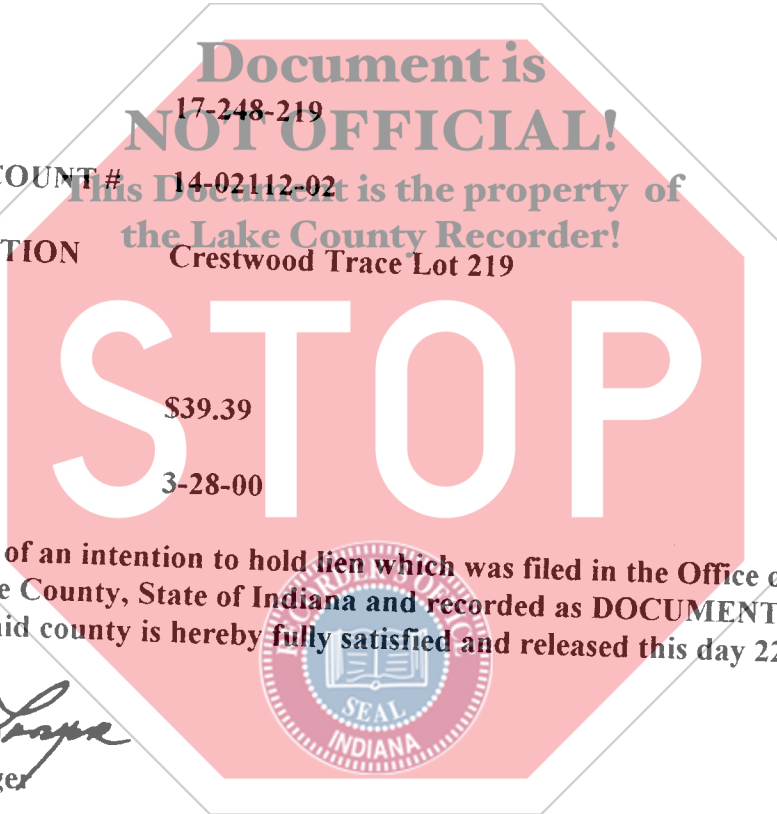 Document is
17-248-219
NOT OFFICIAL!
COUNT # 14-02112-02
This Document is the property of
the Lake County Recorder!
TION Crestwood Trace Lot 219
STOP
$39.39
3-28-00
of an intention to hold lien which was filed in the Office o
e County, State of Indiana and recorded as DOCUMENT
aid county is hereby fully satisfied and released this day 22
RECORDER'S OFFICE
SEAL
INDIANA
ger